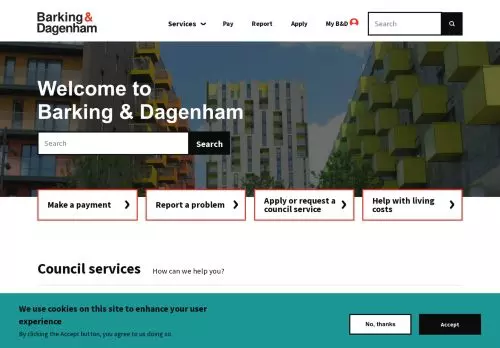 Barking &
Dagenham
Services
Pay
Report
Apply
My B&D
Search
Welcome to
Barking & Dagenham
Search
Search
Make a payment
Report a problem
Apply or request a
council service
Help with living
costs
Council services
How can we help you?
We use cookies on this site to enhance your user
experience
By clicking the Accept button, you agree to us doing so.
No, thanks
Accept